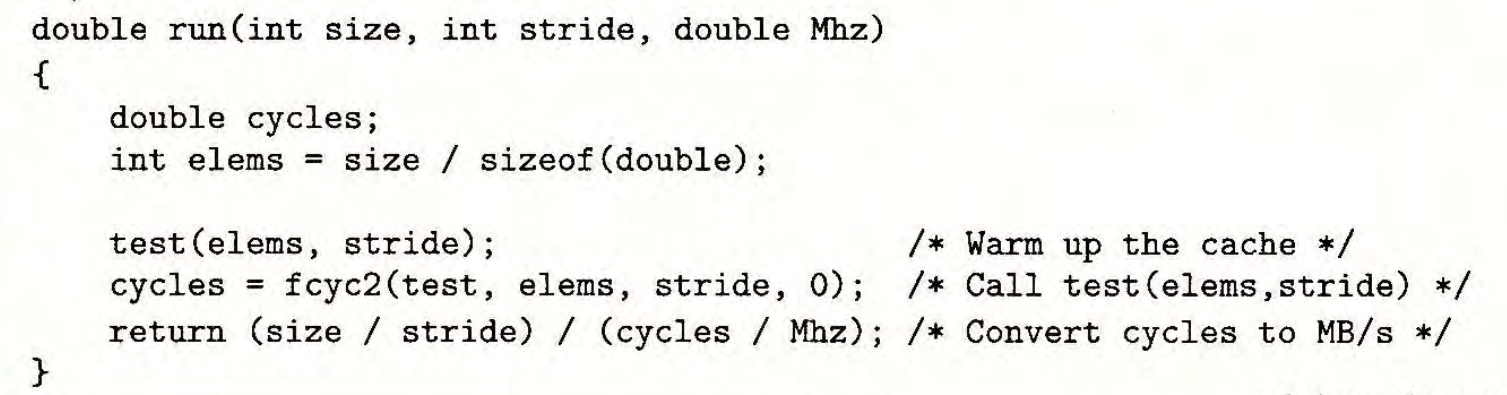 double run(int size, int stride, double Mhz)
{
    double cycles;
    int elems = size / sizeof(double);

    test(elems, stride);                     /* Warm up the cache */
    cycles = fcyc2(test, elems, stride, 0);  /* Call test(elems,stride) */
    return (size / stride) / (cycles / Mhz); /* Convert cycles to MB/s */
}